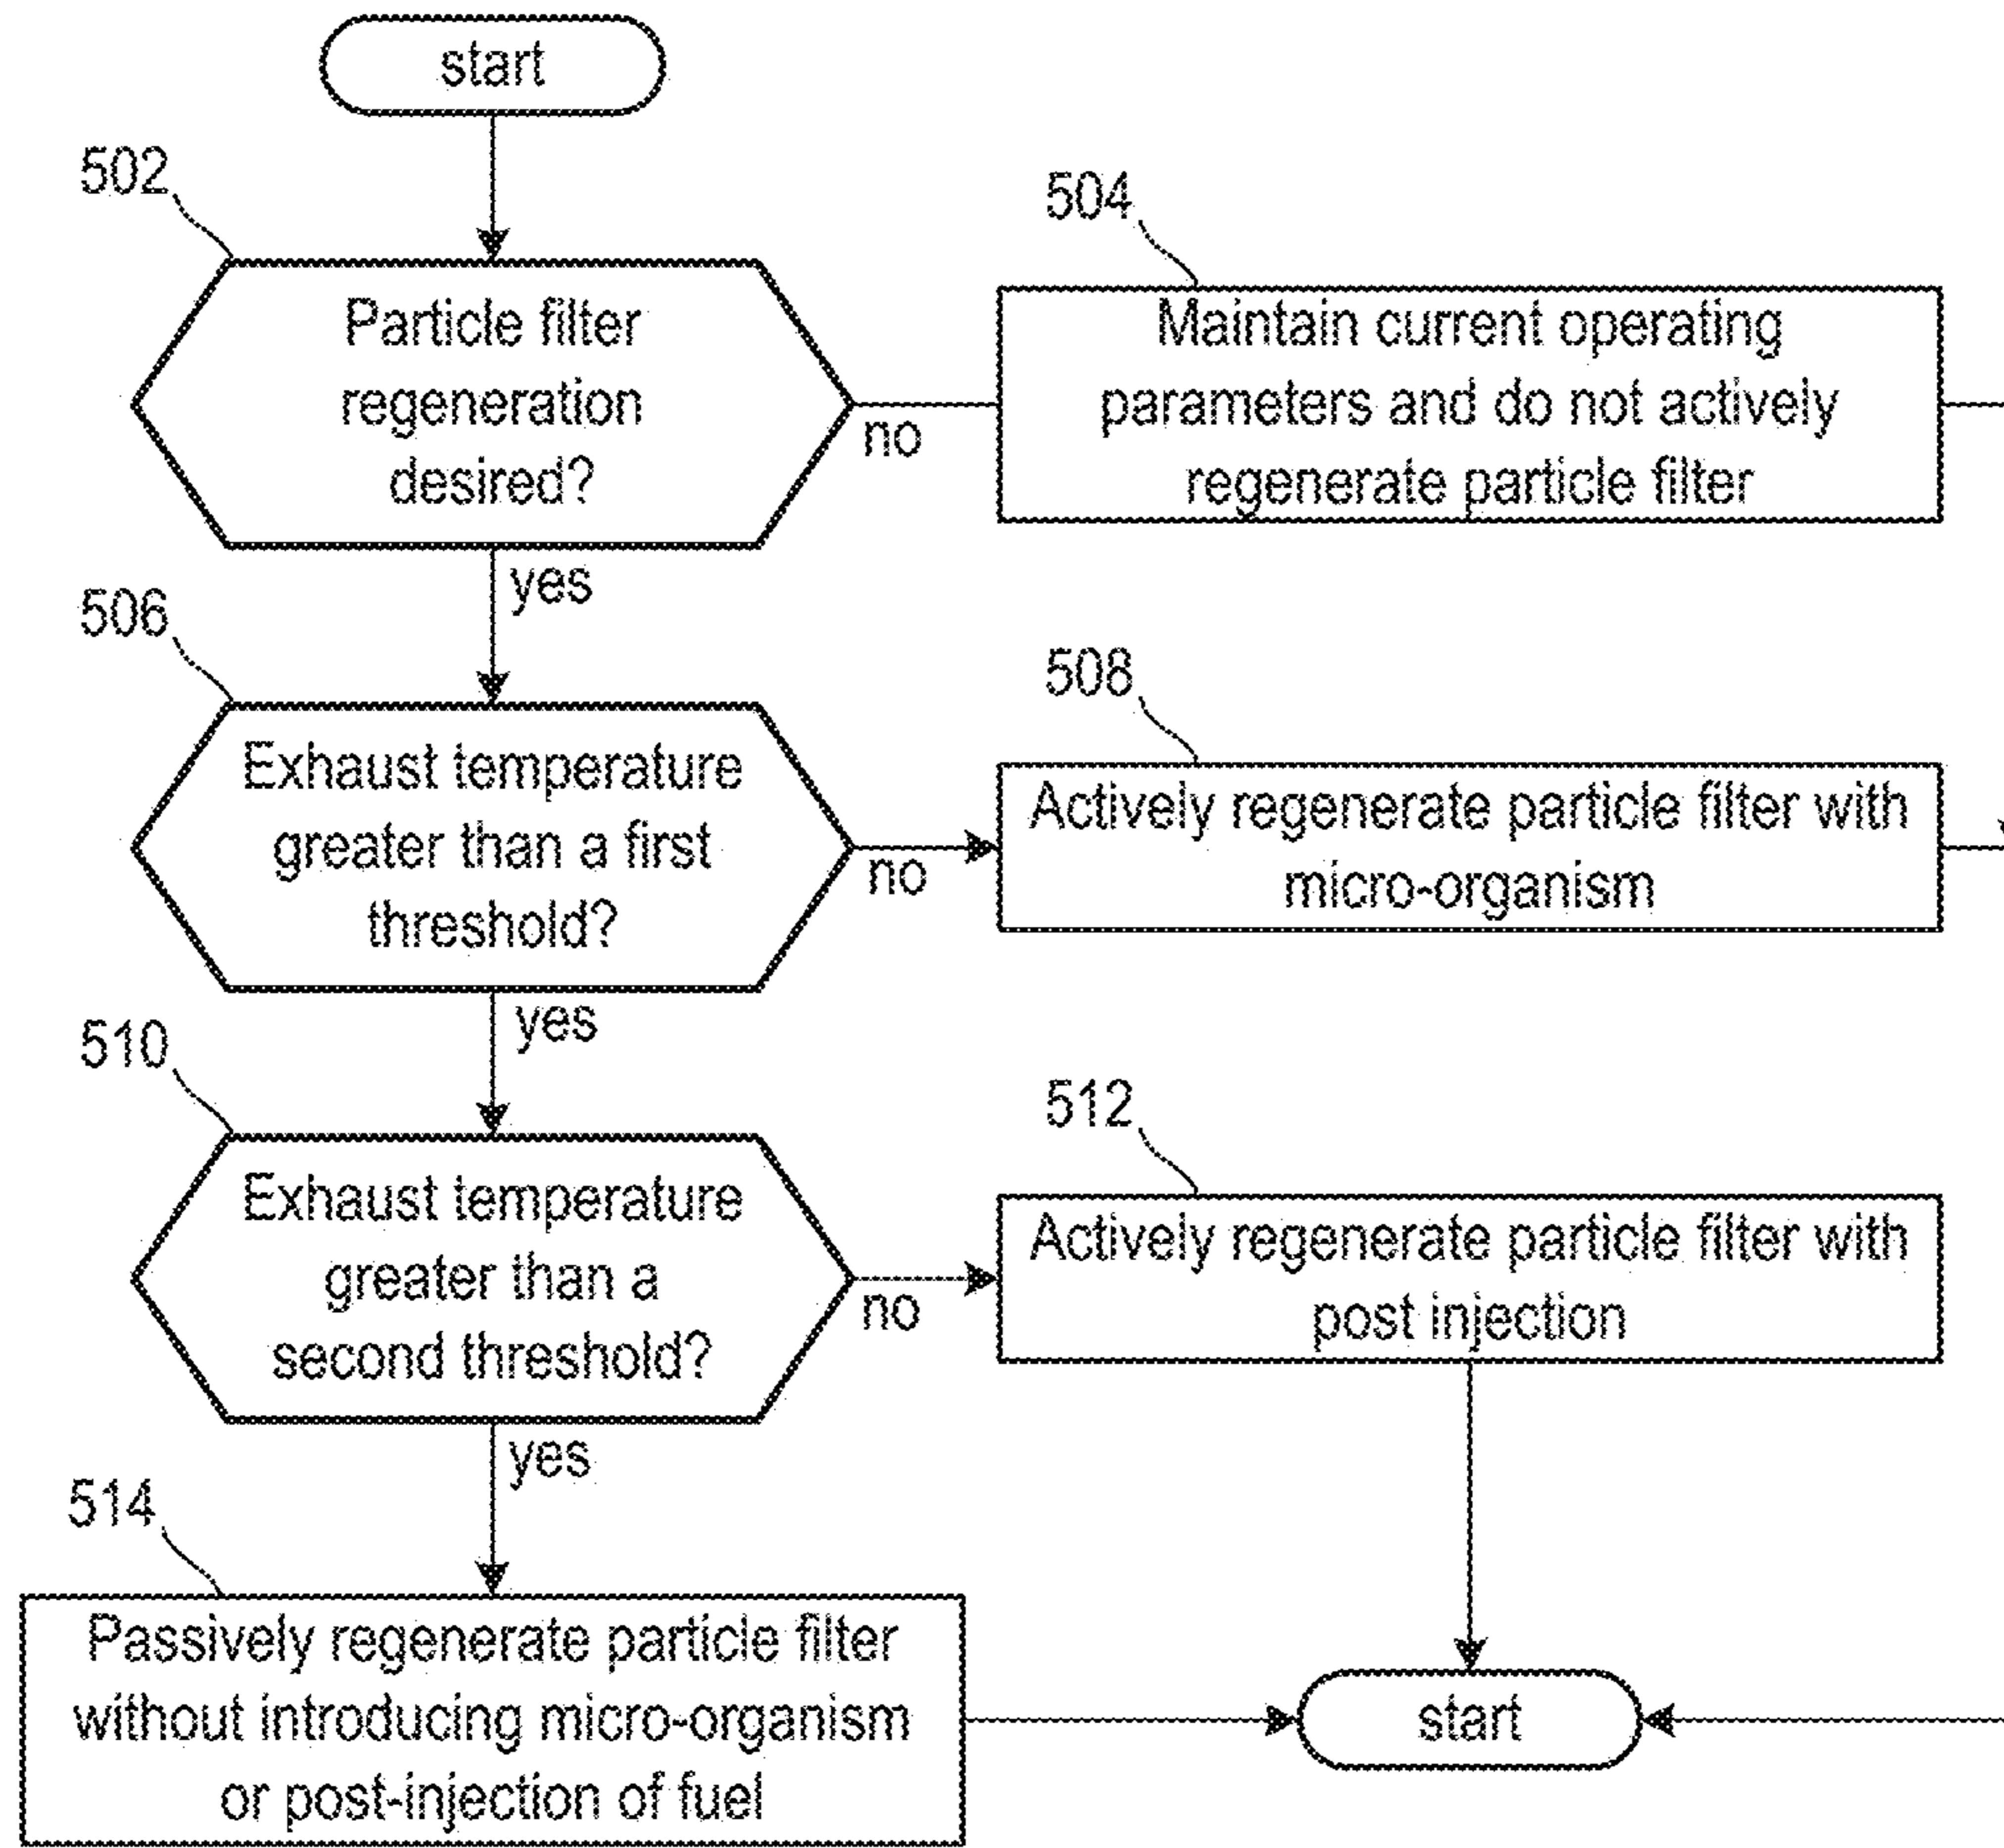 start
502
Particle filter
regeneration
desired?
no
yes
504
Maintain current operating
parameters and do not actively
regenerate particle filter
506
Exhaust temperature
greater than a first
threshold?
no
yes
508
Actively regenerate particle filter with
micro-organism
510
Exhaust temperature
greater than a
second threshold?
no
yes
512
Actively regenerate particle filter with
post injection
514
Passively regenerate particle filter
without introducing micro-organism
or post-injection of fuel
start